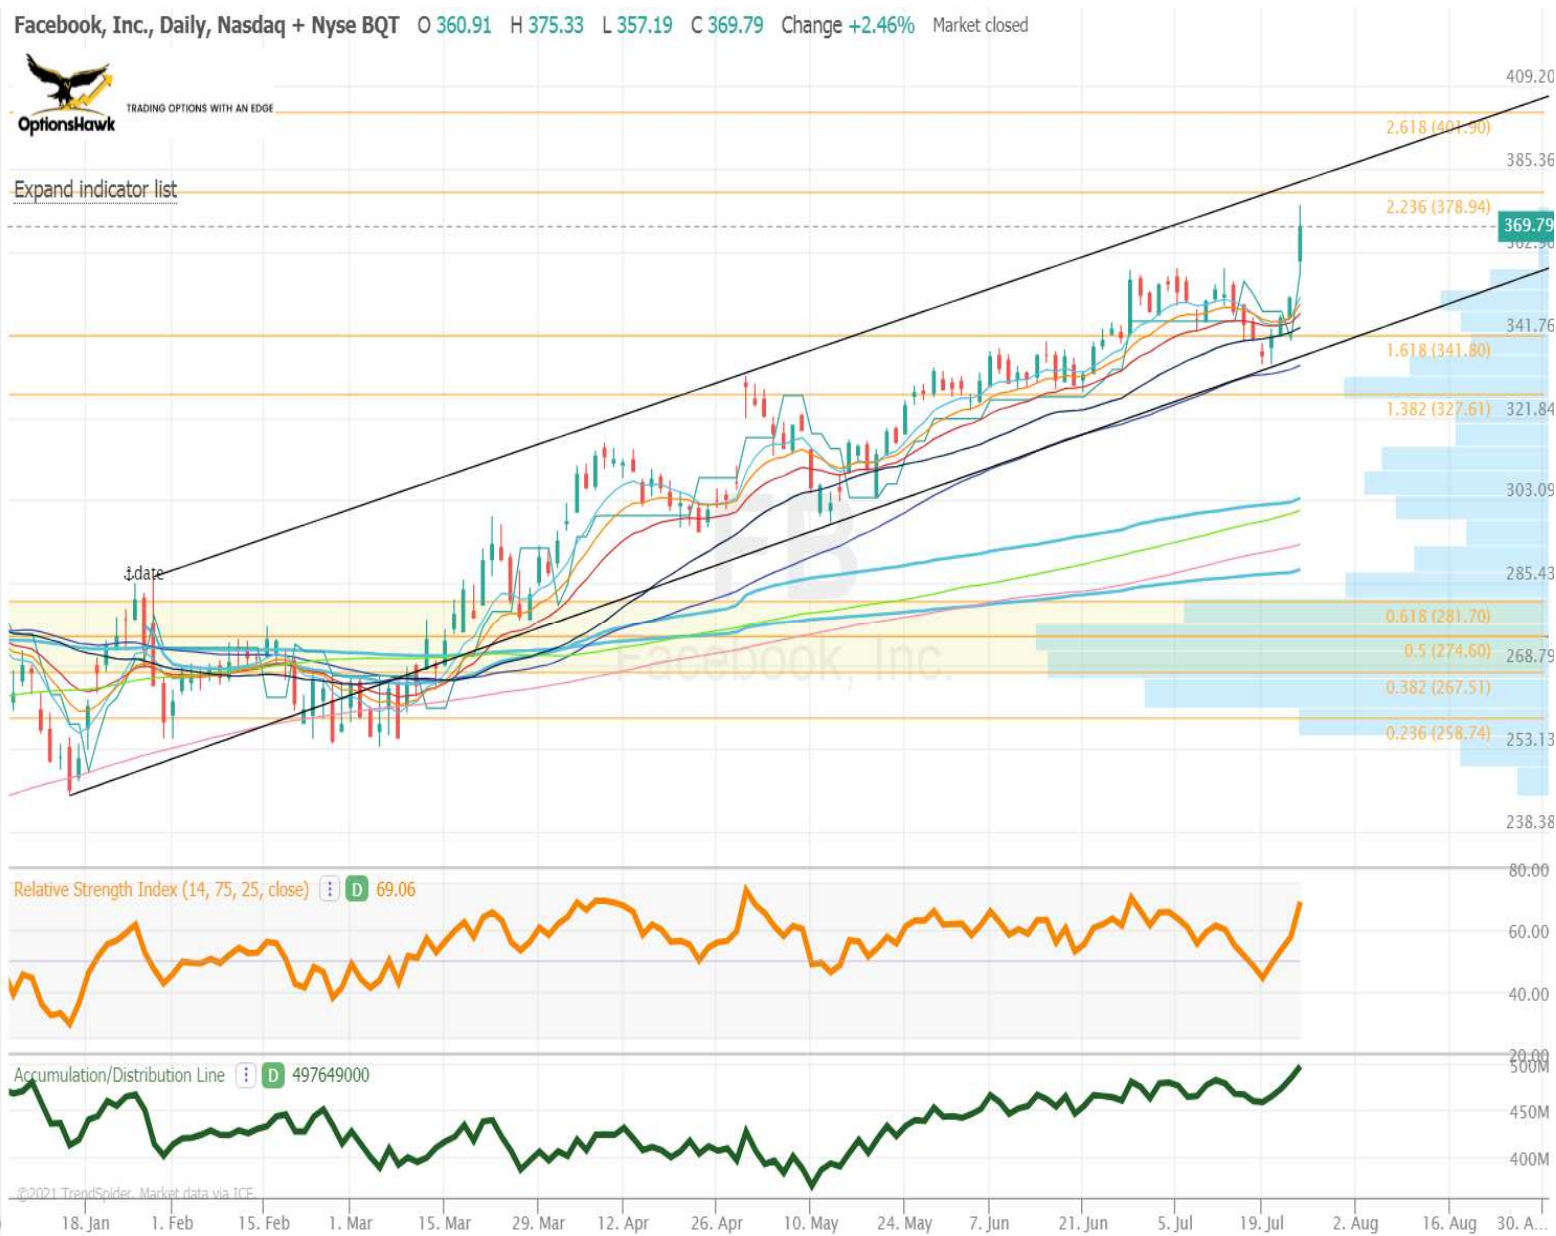 Facebook, Inc., Daily, Nasdaq + Nyse BQT O 360.91 H 375.33 L 357.19 C 369.79 Change +2.46% Market closed
OptionsHawk
TRADING OPTIONS WITH AN EDGE
Expand indicator list
409.20
2.618 (401.90)
385.36
2.236 (378.94)
369.79
362.90
341.76
1.618 (341.80)
1.382 (327.61)
321.84
303.09
FB
date
285.43
0.618 (281.70)
0.5 (274.60)
268.79
Facebook, Inc.
0.382 (267.51)
0.236 (258.74)
253.13
238.38
80.00
Relative Strength Index (14, 75, 25, close) D 69.06
60.00
40.00
20.00
Accumulation/Distribution Line D 497649000
500M
450M
400M
©2021 TrendSpider. Market data via ICE.
18. Jan 1. Feb 15. Feb 1. Mar 15. Mar 29. Mar 12. Apr 26. Apr 10. May 24. May 7. Jun 21. Jun 5. Jul 19. Jul 2. Aug 16. Aug 30. A...